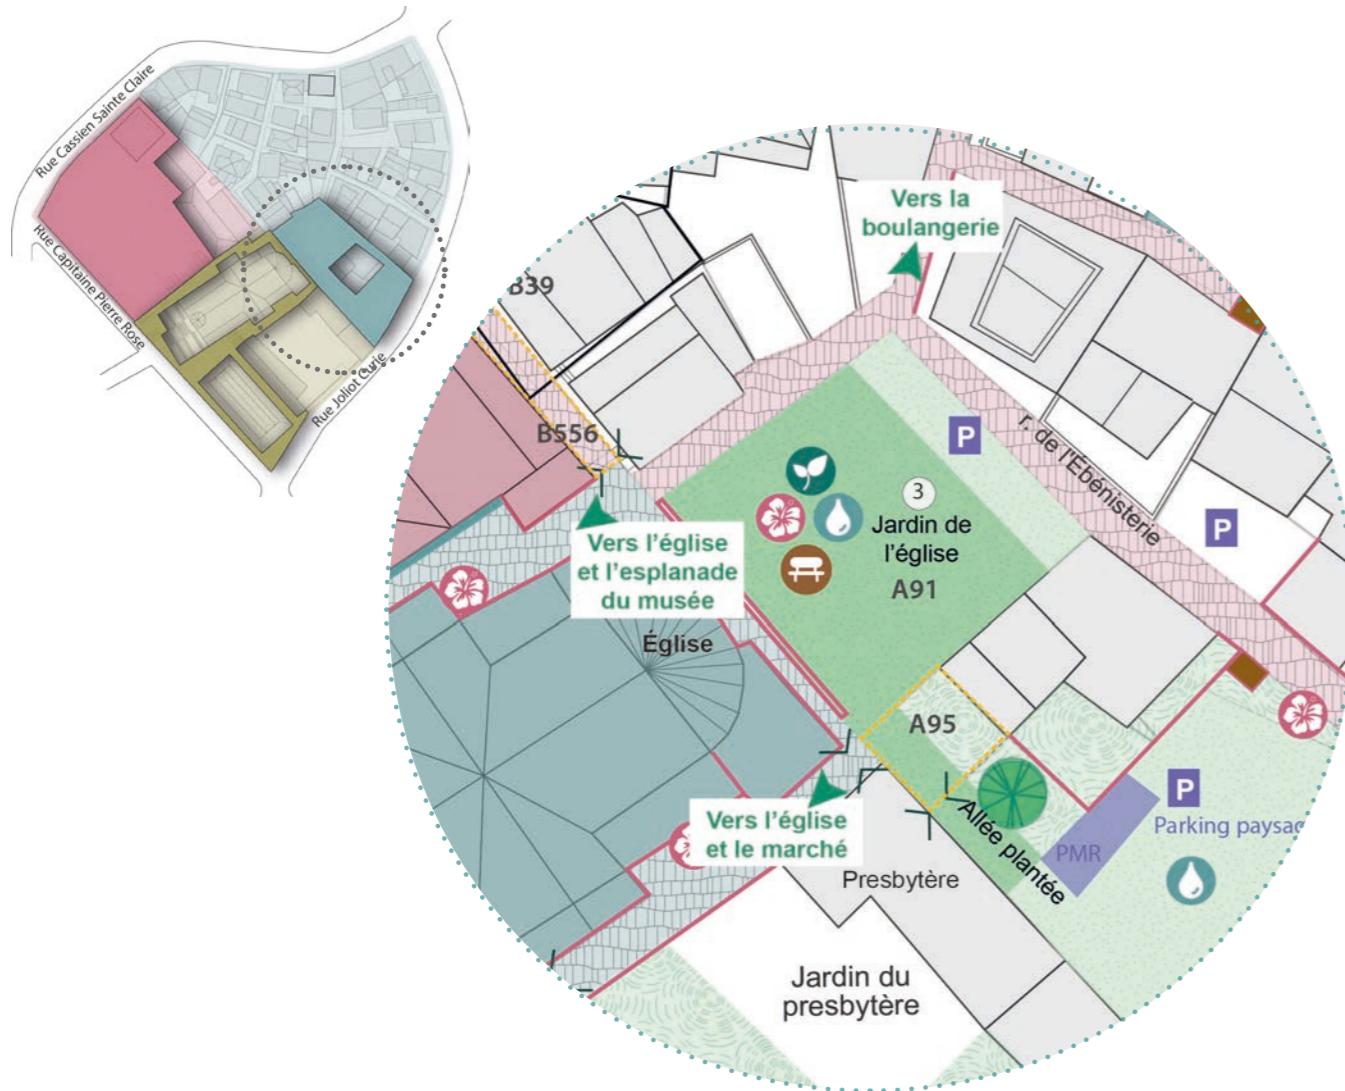 Rue Cassien Sainte Claire
Rue Capitaine Pierre Rose
Rue Joliot Curie
Vers la
boulangerie
B39
B556
P
r. de l'Ébénisterie
P
3
Jardin de
l'église
A91
Vers l'église
et l'esplanade
du musée
Église
A95
Vers l'église
et le marché
Allée plantée
P
Parking paysag
PMR
Presbytère
Jardin du
presbytère